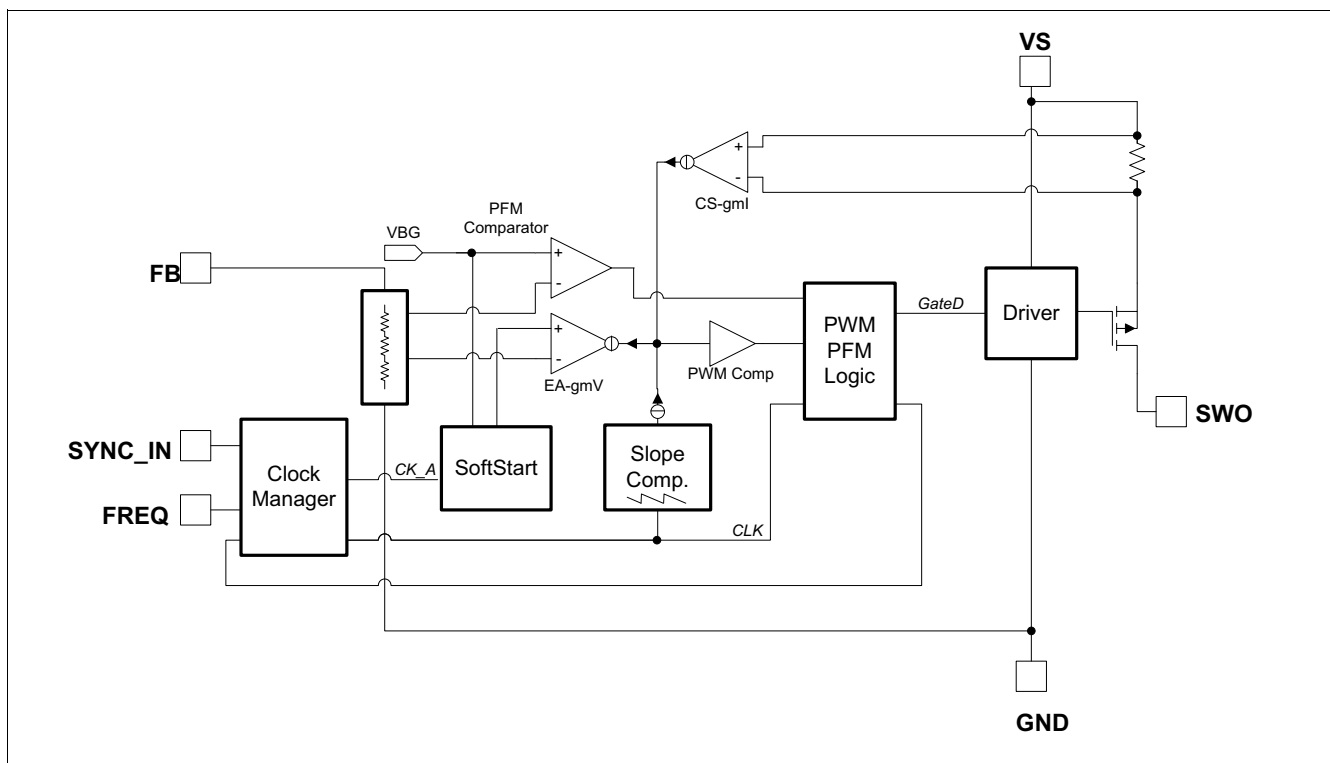 VS
+
-
CS-gmI
PFM
Comparator
VBG
+
-
FB
GateD
Driver
PWM
PFM
Logic
+
-
EA-gmV
PWM Comp
SWO
SYNC_IN
Clock
Manager
CK_A
SoftStart
Slope
Comp.
FREQ
CLK
GND